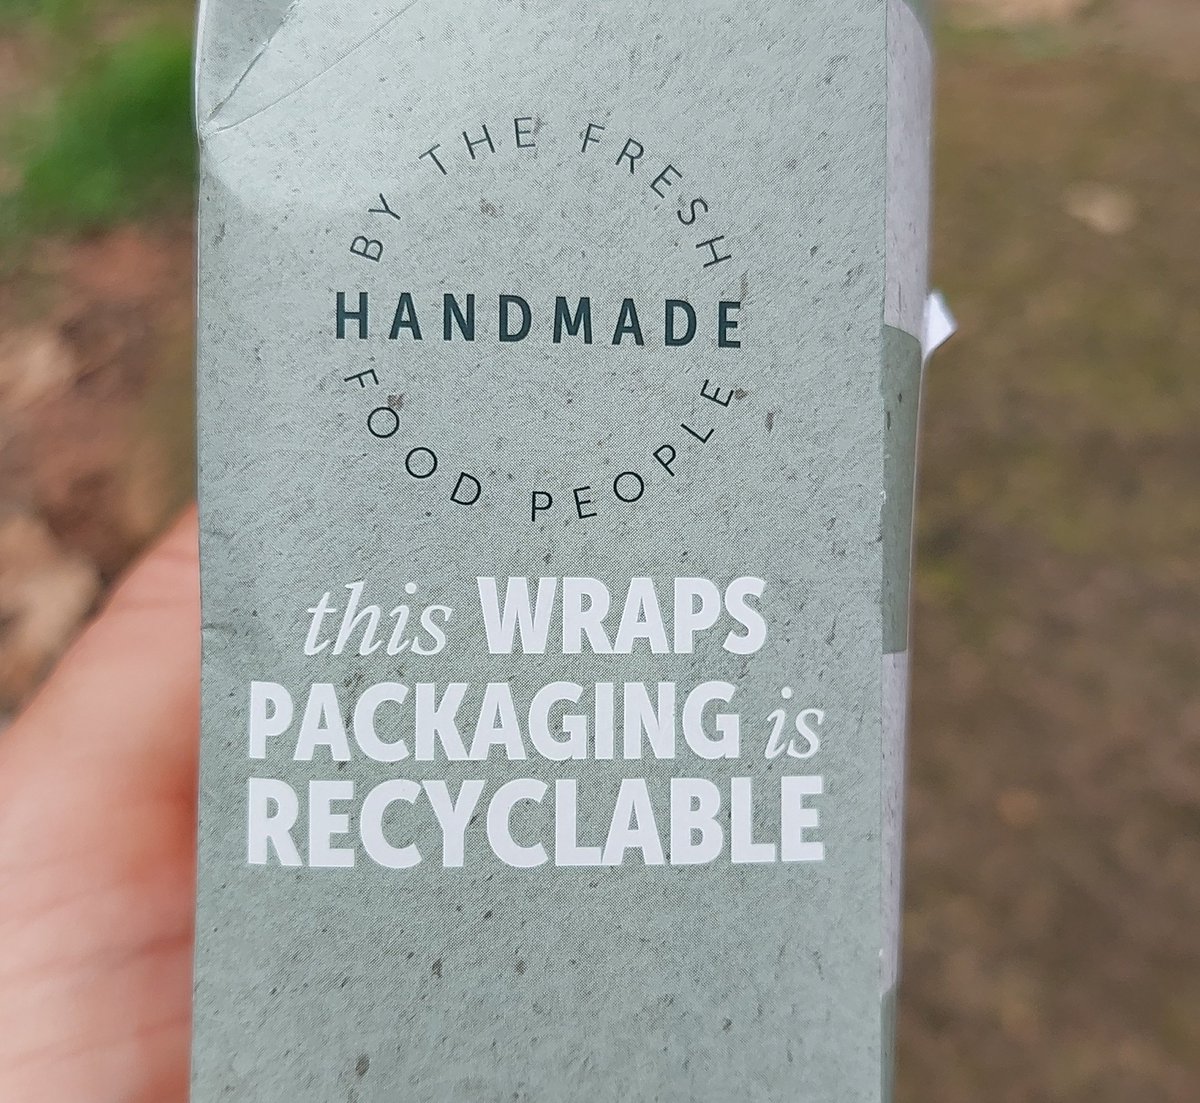 BY THE FRESH
HANDMADE
FOOD PEOPLE
this WRAPS
PACKAGING is
RECYCLABLE